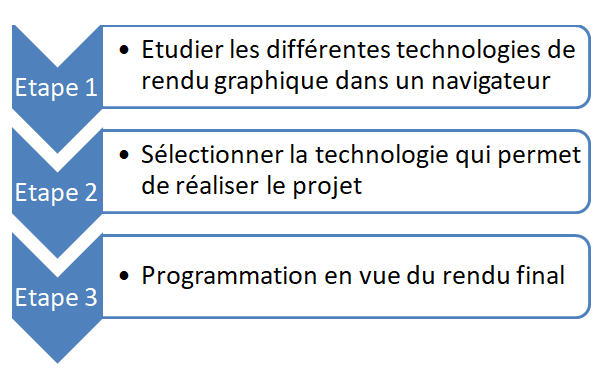 Etape 1
• Etudier les différentes technologies de
rendu graphique dans un navigateur
Etape 2
• Sélectionner la technologie qui permet
de réaliser le projet
Etape 3
• Programmation en vue du rendu final